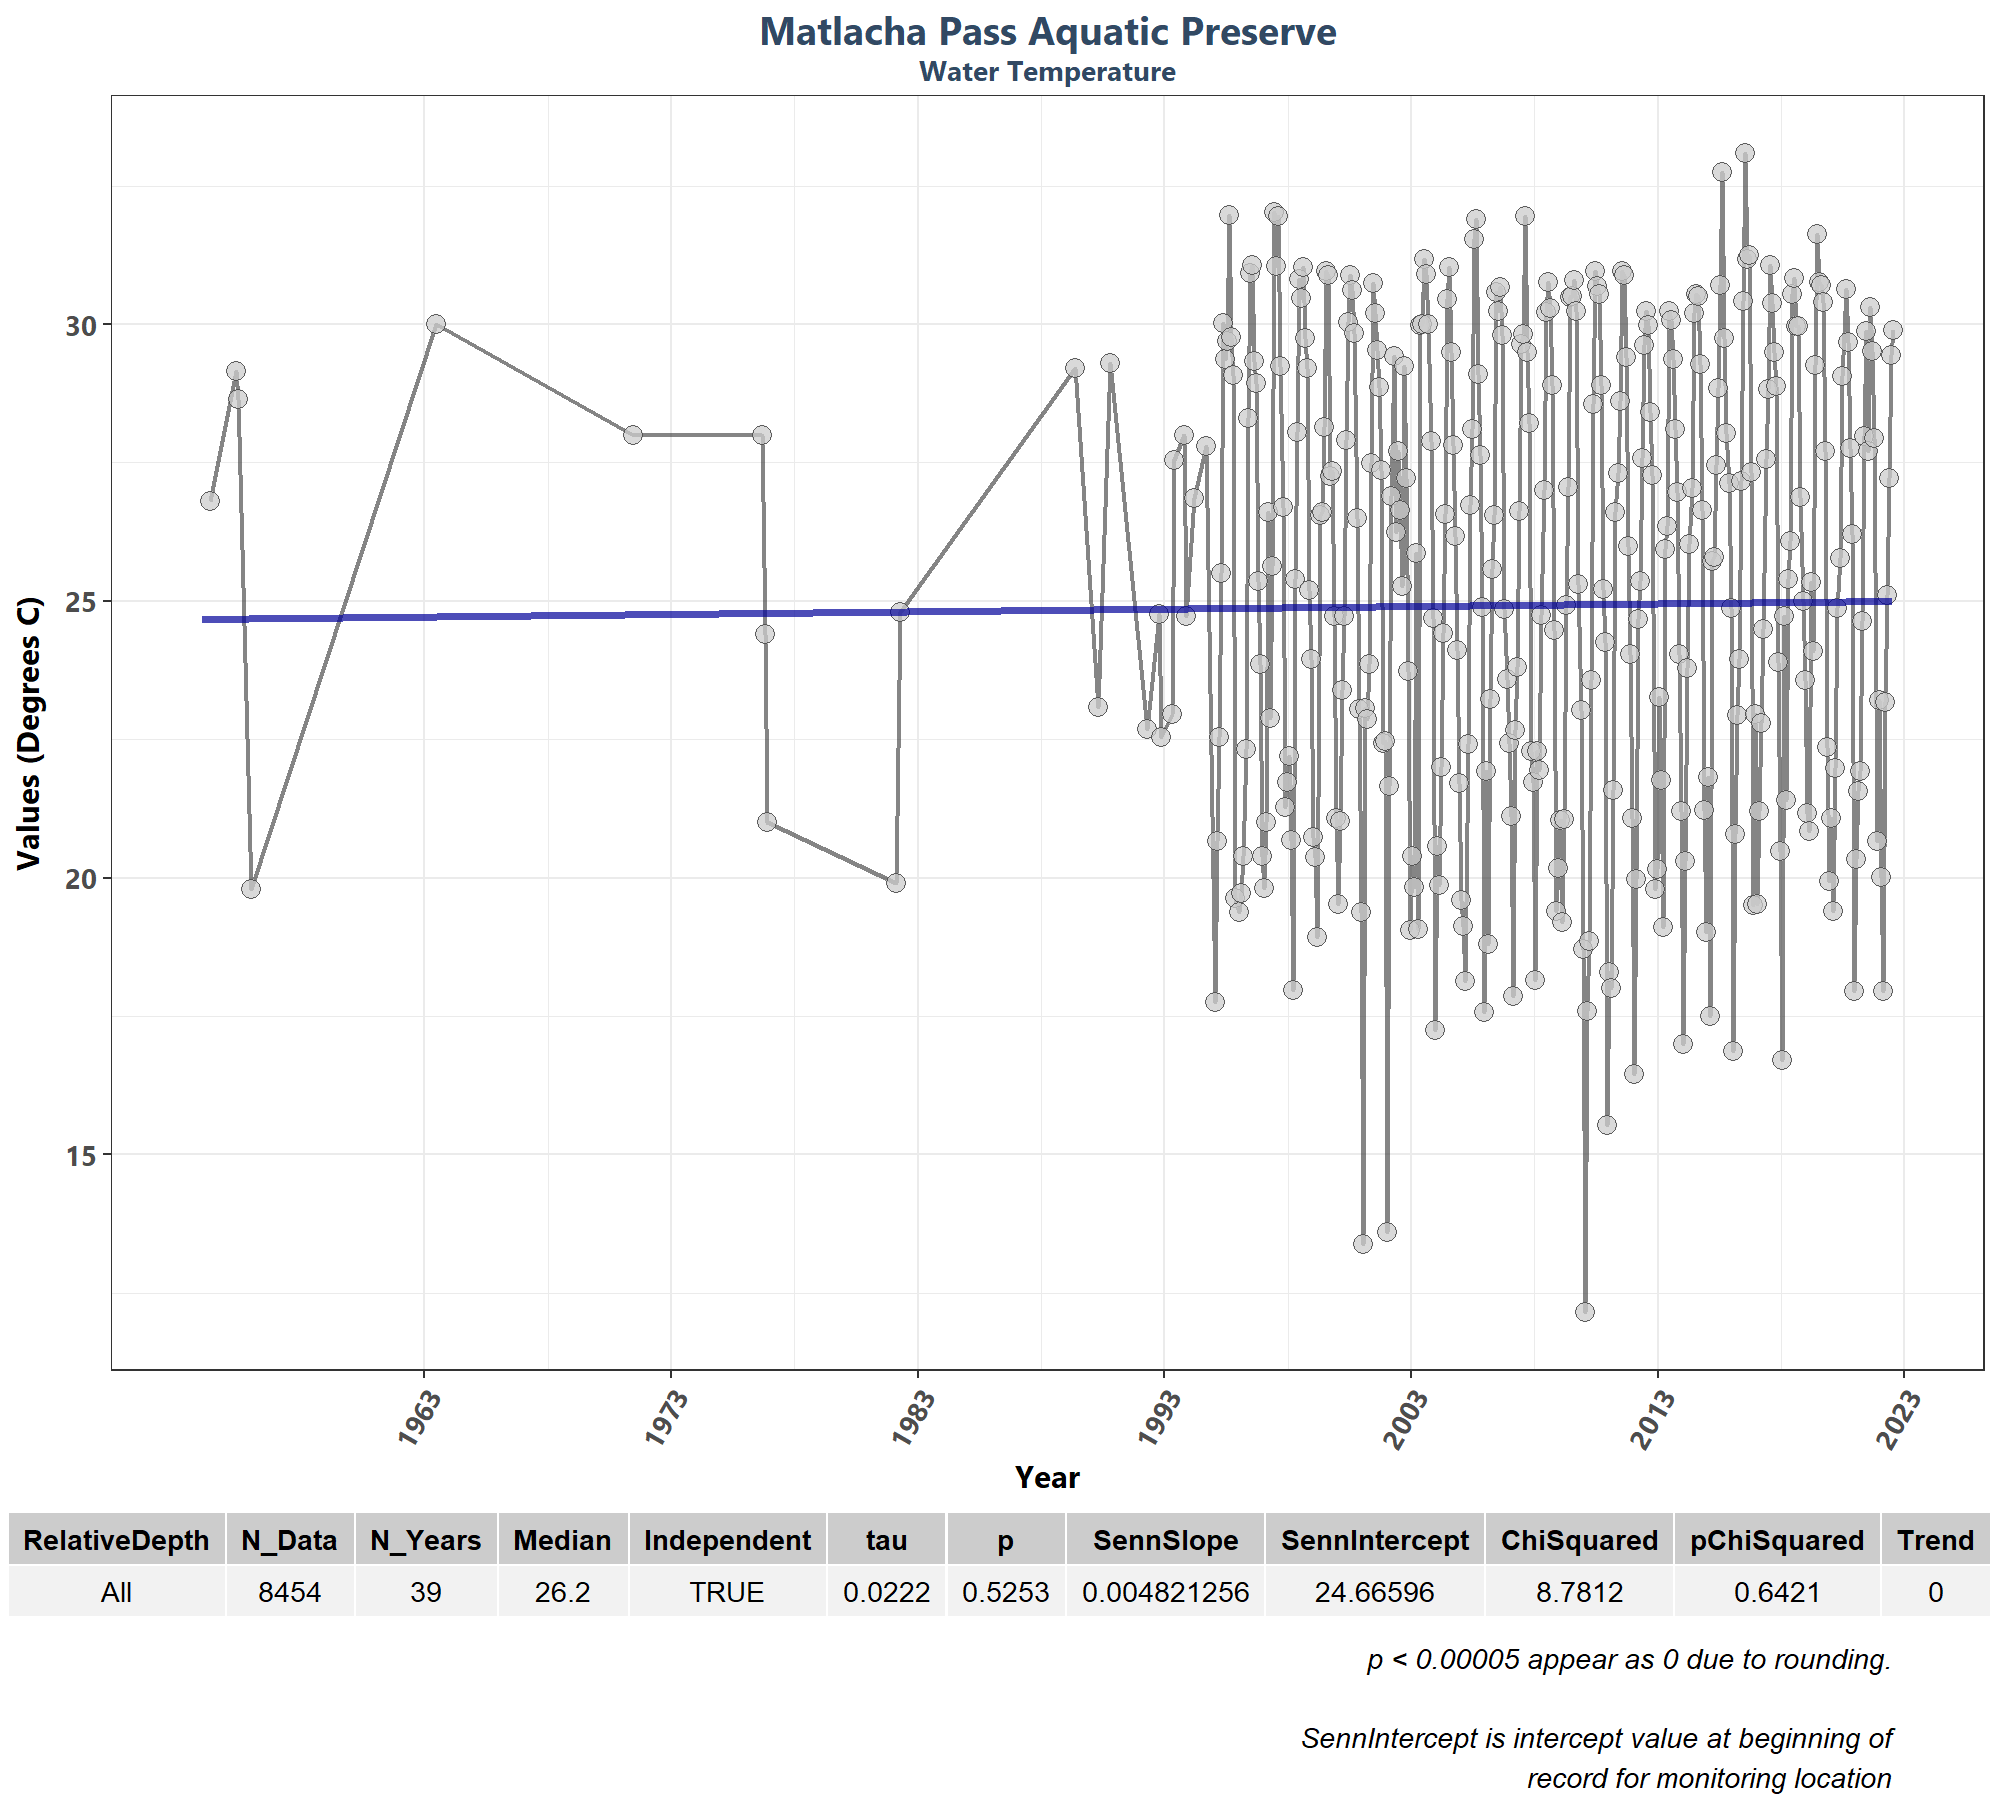 Matlacha Pass Aquatic Preserve
Water Temperature
Values (Degrees C)
30
25
20
15
1963 1973 1983 1993 2003 2013 2023
Year
RelativeDepth N_Data N_Years Median Independent tau p SennSlope SennIntercept ChiSquared pChiSquared Trend
All 8454 39 26.2 TRUE 0.0222 0.5253 0.004821256 24.66596 8.7812 0.6421 0
p < 0.00005 appear as 0 due to rounding.
SennIntercept is intercept value at beginning of
record for monitoring location